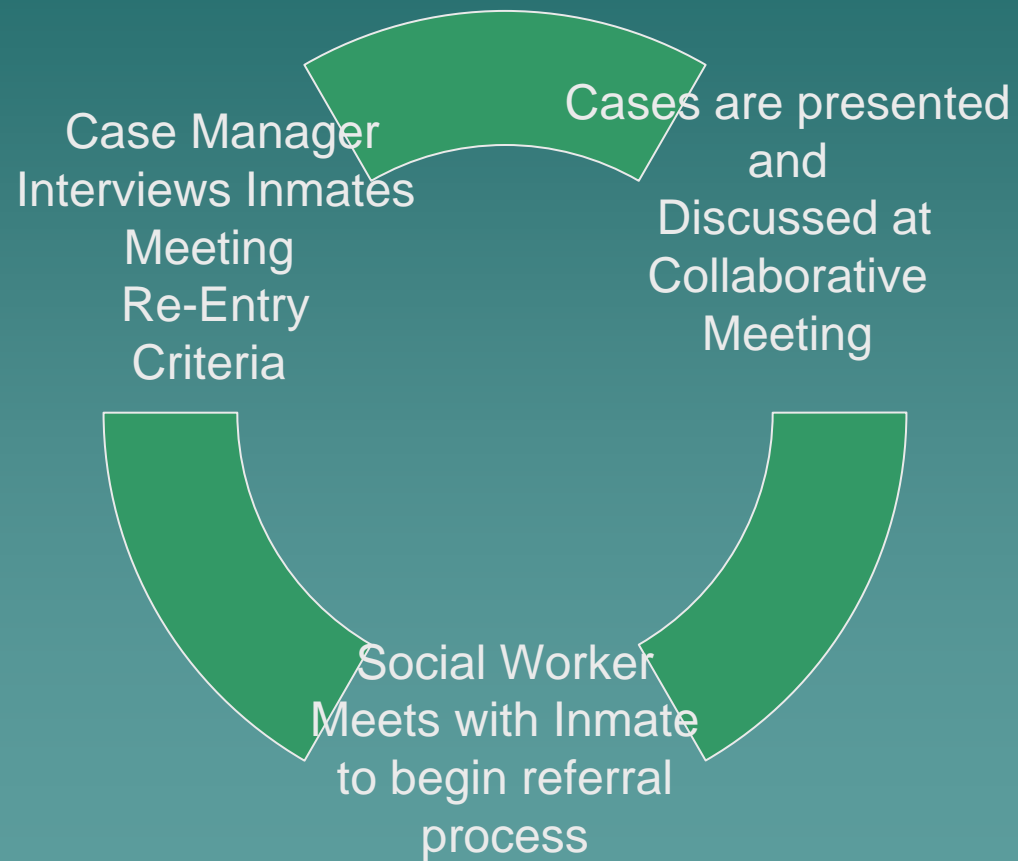 Case Manager
Interviews Inmates
Meeting
Re-Entry
Criteria
Cases are presented
and
Discussed at
Collaborative
Meeting
Social Worker
Meets with Inmate
to begin referral
process